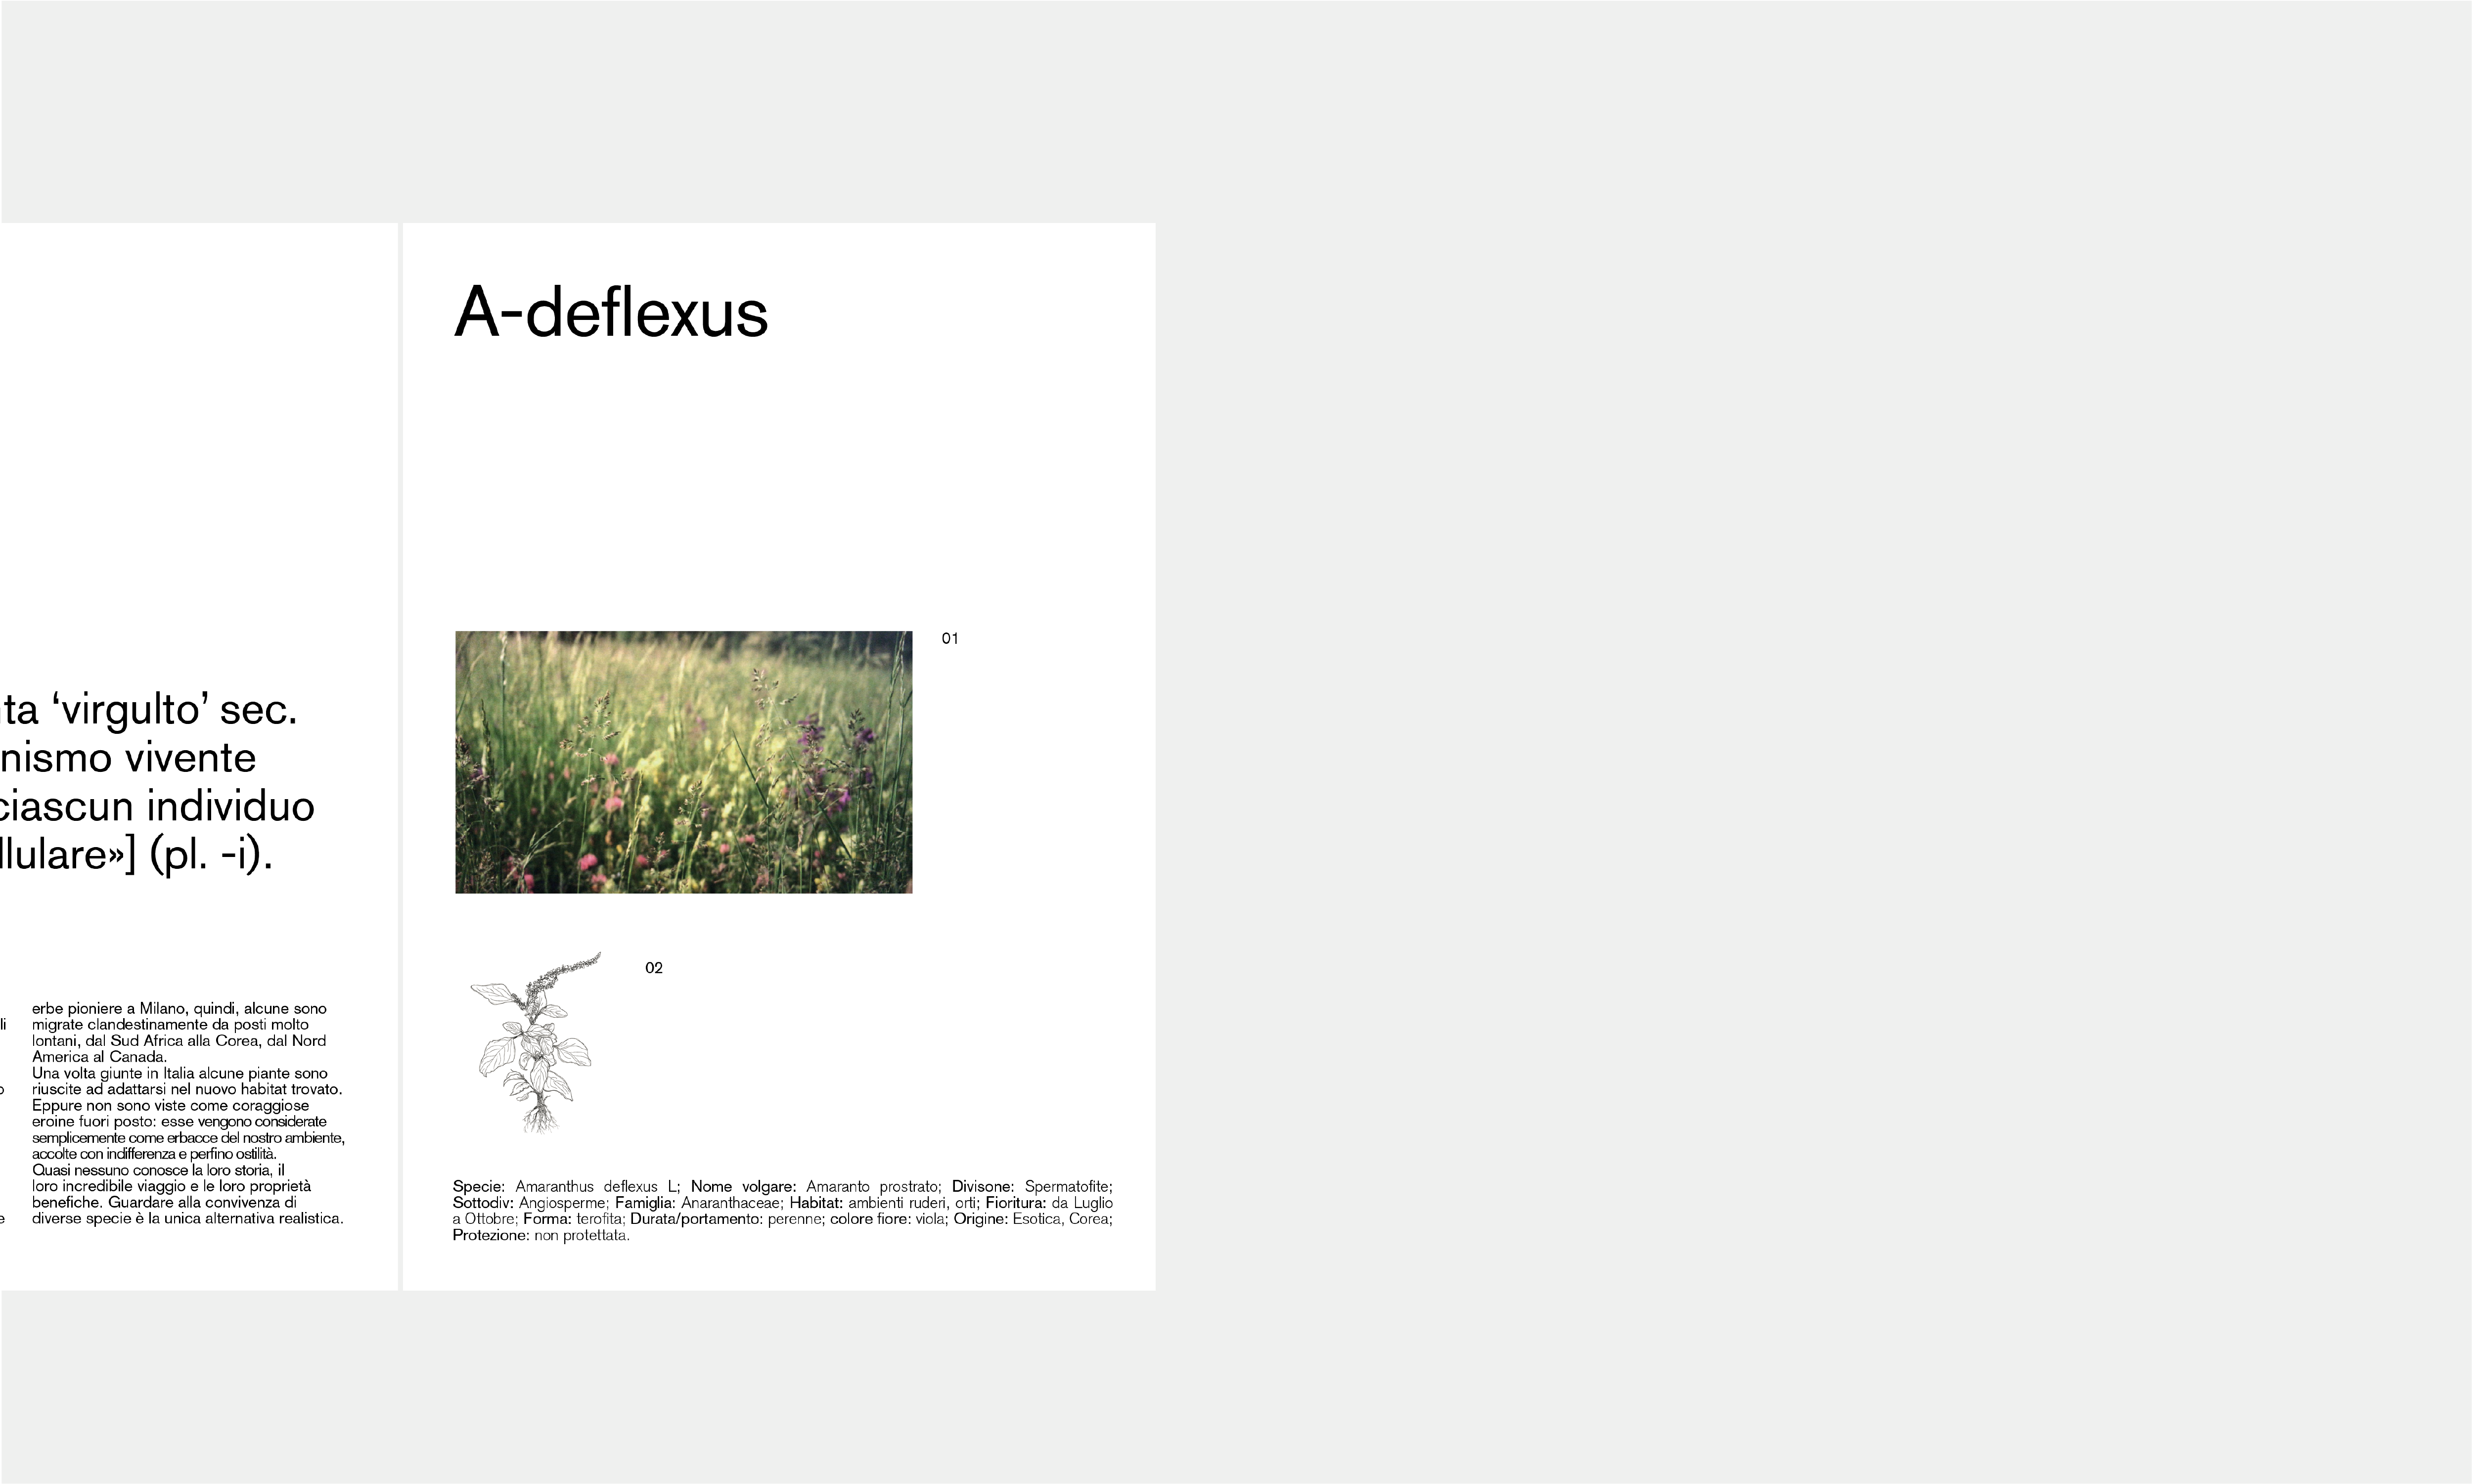 ta ‘virgulto’ sec.
nismo vivente
ciascun individuo
llulare»] (pl. -i).
li
o
e
erbe pioniere a Milano, quindi, alcune sono
migrate clandestinamente da posti molto
lontani, dal Sud Africa alla Corea, dal Nord
America al Canada.
Una volta giunte in Italia alcune piante sono
riuscite ad adattarsi nel nuovo habitat trovato.
Eppure non sono viste come coraggiose
eroine fuori posto: esse vengono considerate
semplicemente come erbacce del nostro ambiente,
accolte con indifferenza e perfino ostilità.
Quasi nessuno conosce la loro storia, il
loro incredibile viaggio e le loro proprietà
benefiche. Guardare alla convivenza di
diverse specie è la unica alternativa realistica.
A-deflexus
01
02
Specie: Amaranthus deflexus L; Nome volgare: Amaranto prostrato; Divisone: Spermatofite;
Sottodiv: Angiosperme; Famiglia: Anaranthaceae; Habitat: ambienti ruderi, orti; Fioritura: da Luglio
a Ottobre; Forma: terofita; Durata/portamento: perenne; colore fiore: viola; Origine: Esotica, Corea;
Protezione: non protettata.